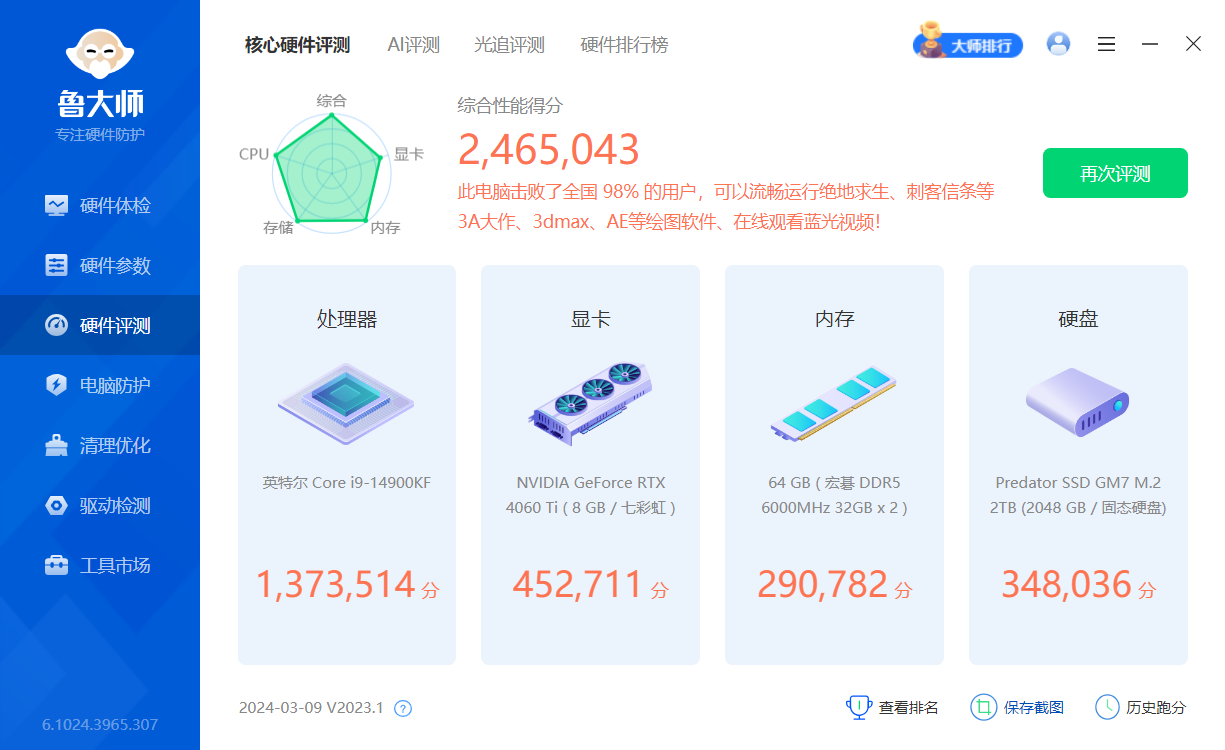 鲁大师
专注硬件防护
硬件体检
硬件参数
硬件评测
电脑防护
清理优化
驱动检测
工具市场
6.1024.3965.307
核心硬件评测 AI评测 光追评测 硬件排行榜
大师排行
综合
CPU
显卡
存储
内存
综合性能得分
2,465,043
此电脑击败了全国 98% 的用户，可以流畅运行绝地求生、刺客信条等
3A大作、3dmax、AE等绘图软件、在线观看蓝光视频！
再次评测
处理器
英特尔 Core i9-14900KF
1,373,514 分
显卡
NVIDIA GeForce RTX
4060 Ti ( 8 GB / 七彩虹 )
452,711 分
内存
64 GB ( 宏碁 DDR5
6000MHz 32GB x 2 )
290,782 分
硬盘
Predator SSD GM7 M.2
2TB (2048 GB / 固态硬盘)
348,036 分
2024-03-09 V2023.1 ?
查看排名
保存截图
历史跑分